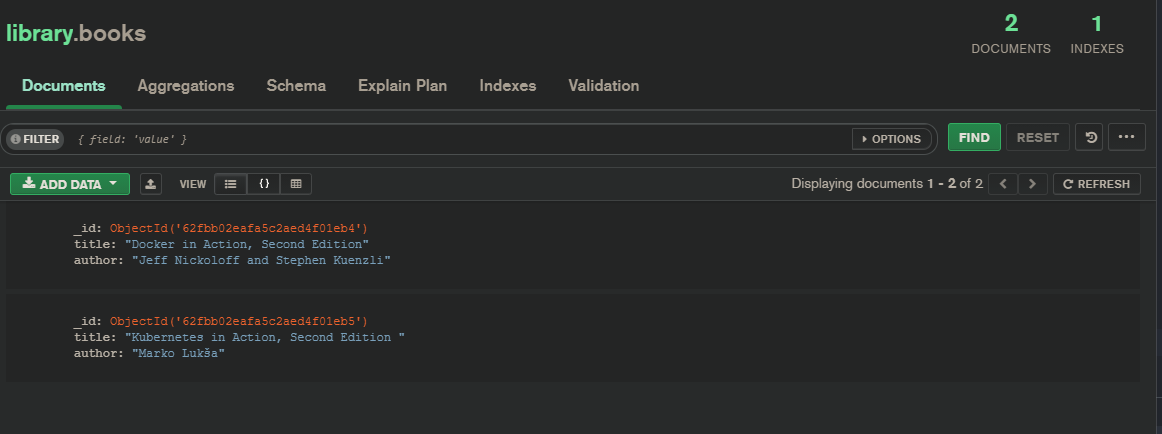 library.books
2
DOCUMENTS
1
INDEXES
Documents Aggregations Schema Explain Plan Indexes Validation
FILTER { field: 'value' } OPTIONS FIND RESET
ADD DATA VIEW { } Displaying documents 1 - 2 of 2 REFRESH
_id: ObjectId('62fbb02eafa5c2aed4f01eb4')
title: "Docker in Action, Second Edition"
author: "Jeff Nickoloff and Stephen Kuenzli"
_id: ObjectId('62fbb02eafa5c2aed4f01eb5')
title: "Kubernetes in Action, Second Edition "
author: "Marko Lukša"